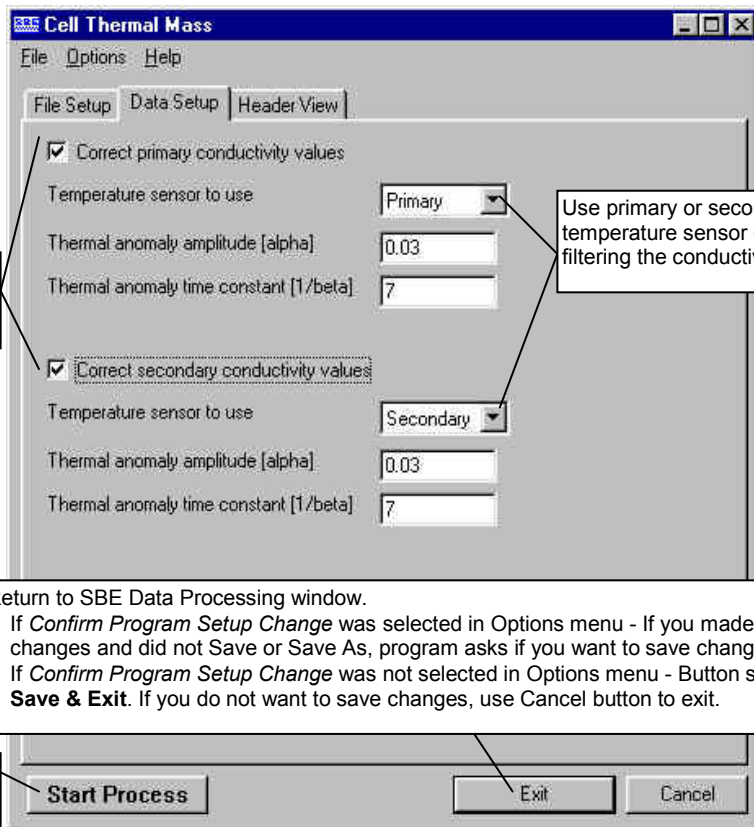 SBE Cell Thermal Mass
File Options Help
File Setup Data Setup Header View
Correct primary conductivity values
Temperature sensor to use Primary
Thermal anomaly amplitude [alpha] 0.03
Thermal anomaly time constant [1/beta] 7
Use primary or seco
temperature sensor
filtering the conductiv
Correct secondary conductivity values
Temperature sensor to use Secondary
Thermal anomaly amplitude [alpha] 0.03
Thermal anomaly time constant [1/beta] 7
eturn to SBE Data Processing window.
If Confirm Program Setup Change was selected in Options menu - If you made
changes and did not Save or Save As, program asks if you want to save chang
If Confirm Program Setup Change was not selected in Options menu - Button s
Save & Exit. If you do not want to save changes, use Cancel button to exit.
Start Process Exit Cancel